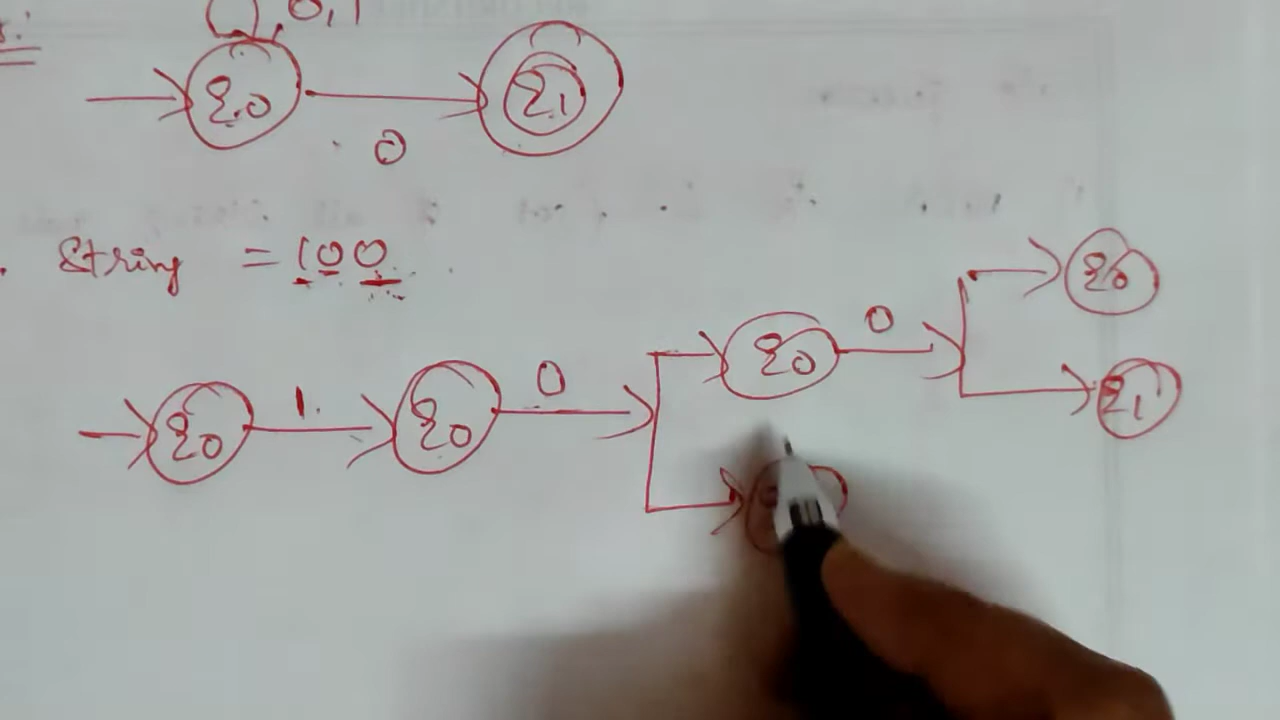 0,1
q0 q1
0
String = 100
q0 1 q0 0 q0 0 q0
q1